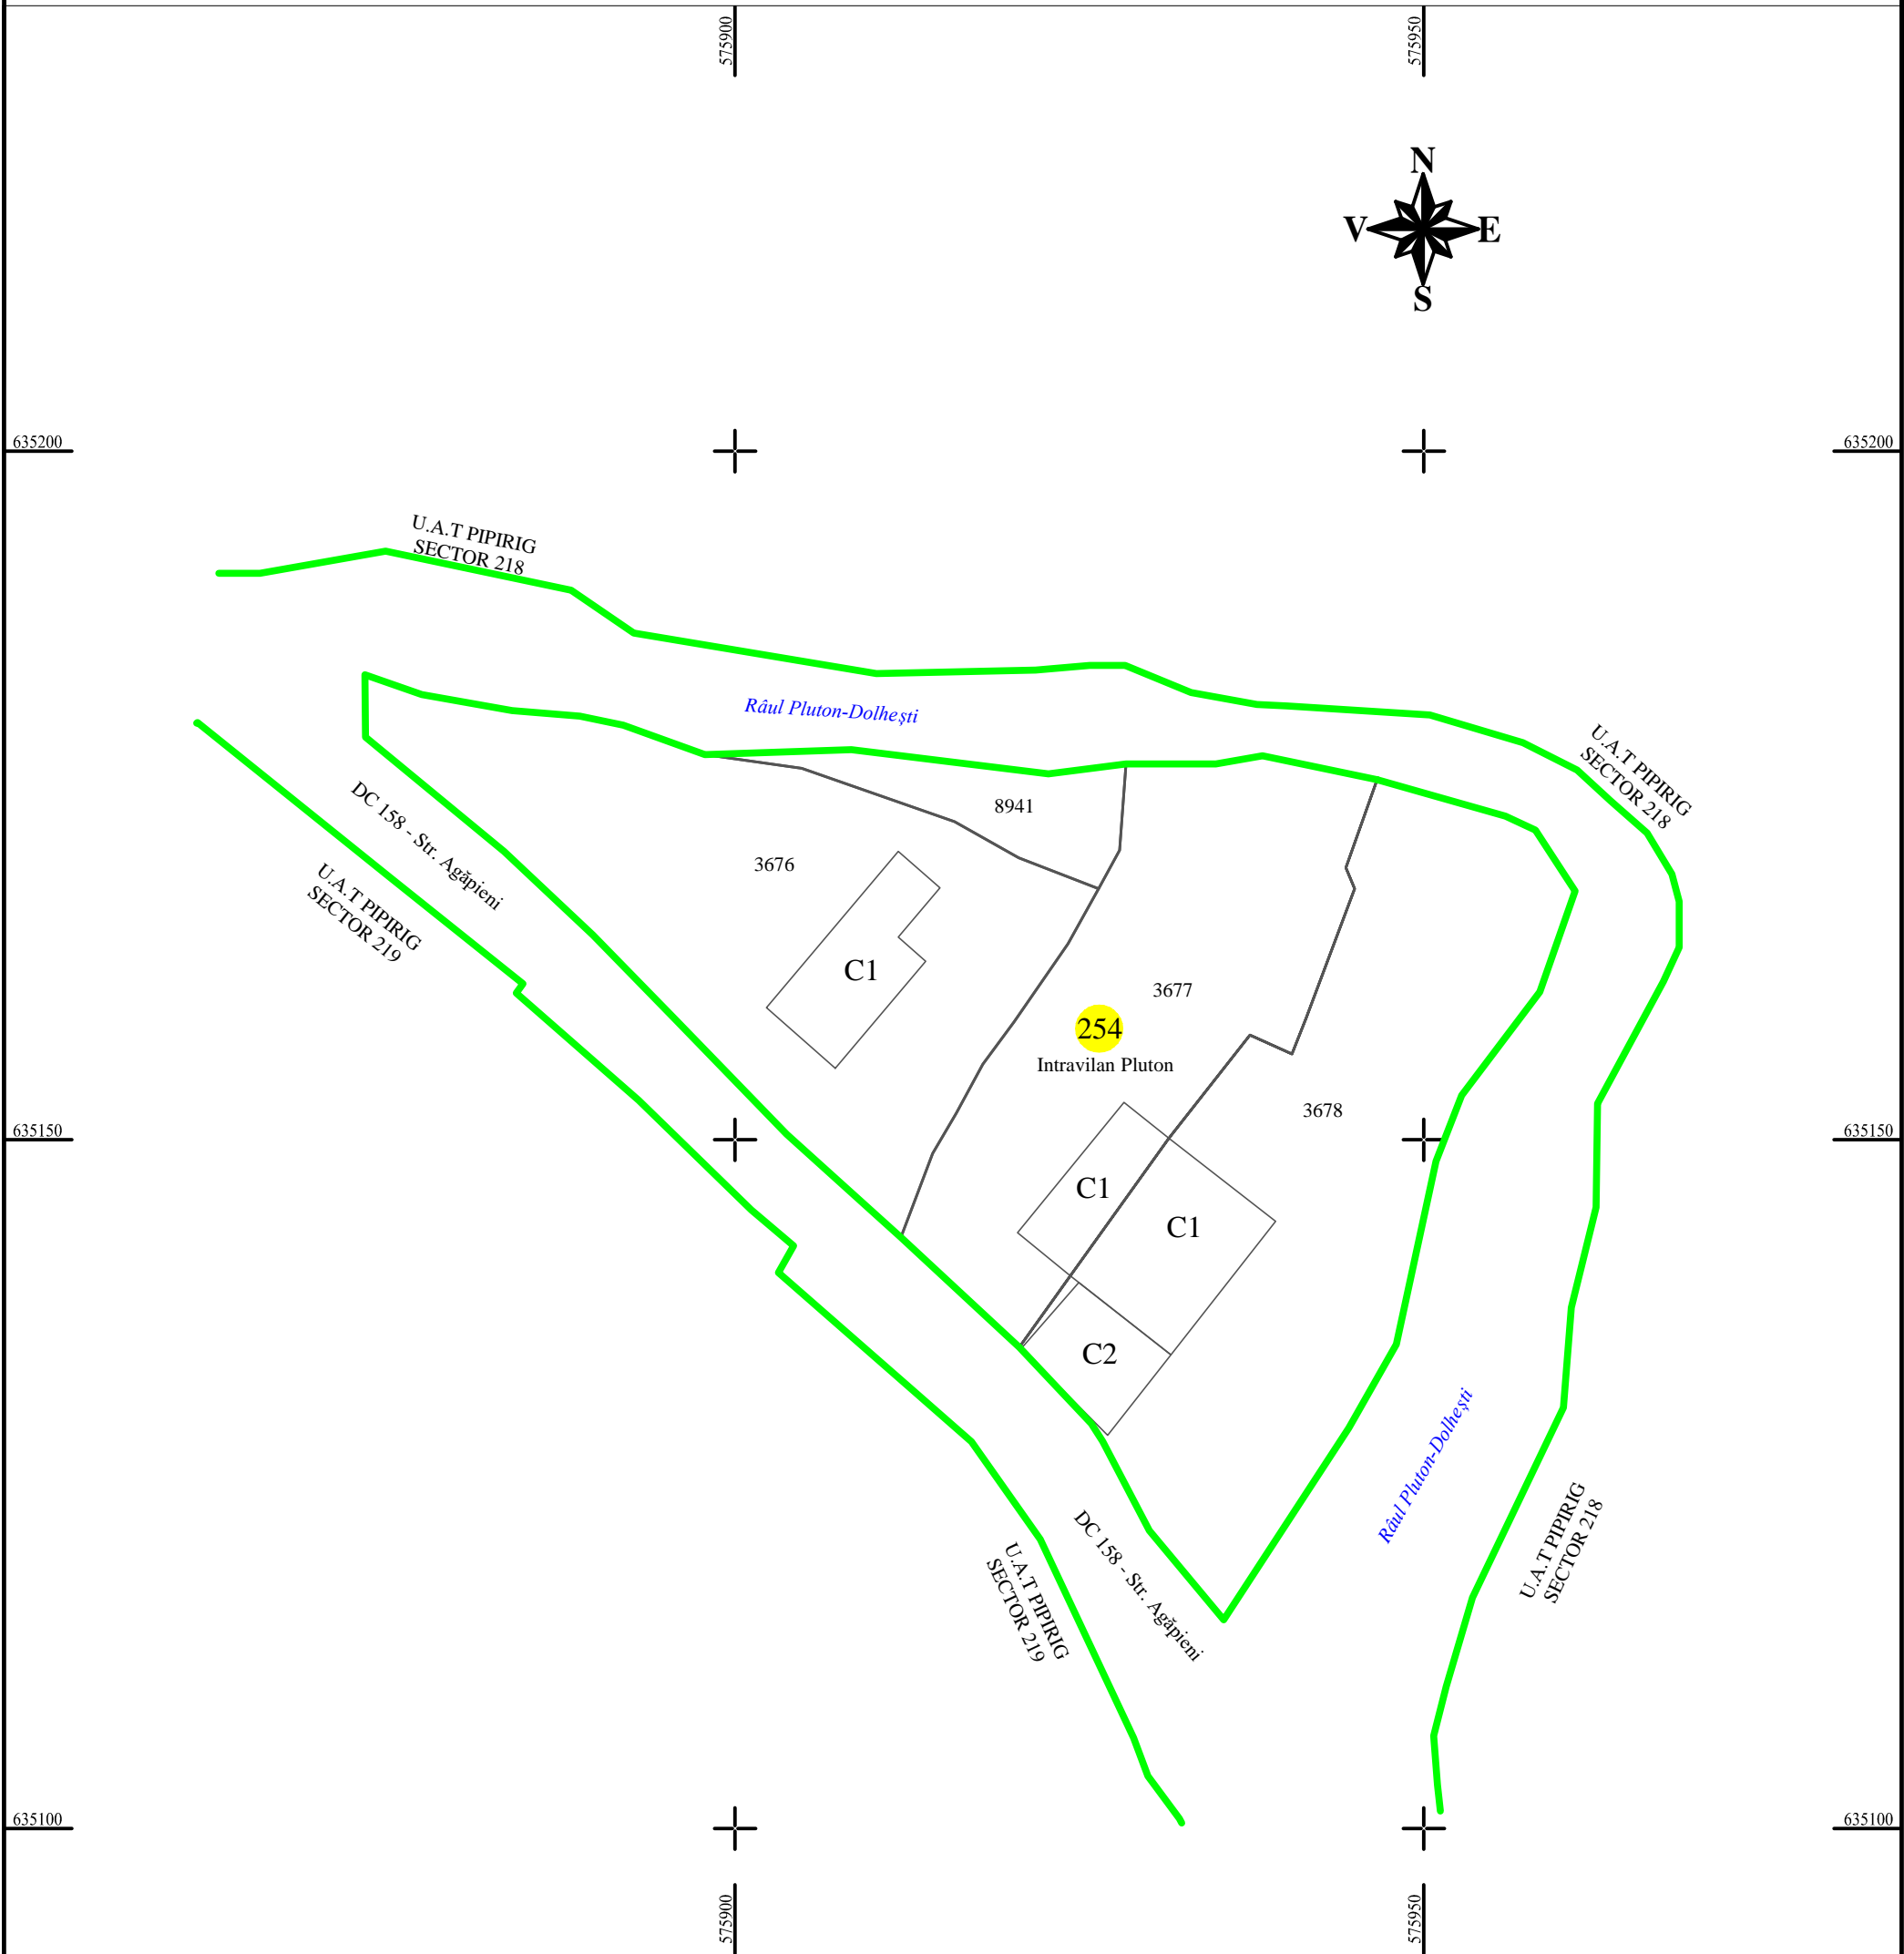 575900
575950
N
V
E
S
635200
635200
U.A.T PIPIRIG
SECTOR 218
Râul Pluton-Dolhești
U.A.T PIPIRIG
SECTOR 218
DC 158 - Str. Agăpieni
8941
3676
U.A.T PIPIRIG
SECTOR 219
C1
3677
254
Intravilan Pluton
3678
635150
635150
C1
C1
C2
Râul Pluton-Dolhești
U.A.T PIPIRIG
SECTOR 218
DC 158 - Str. Agăpieni
U.A.T PIPIRIG
SECTOR 219
635100
635100
575900
575950